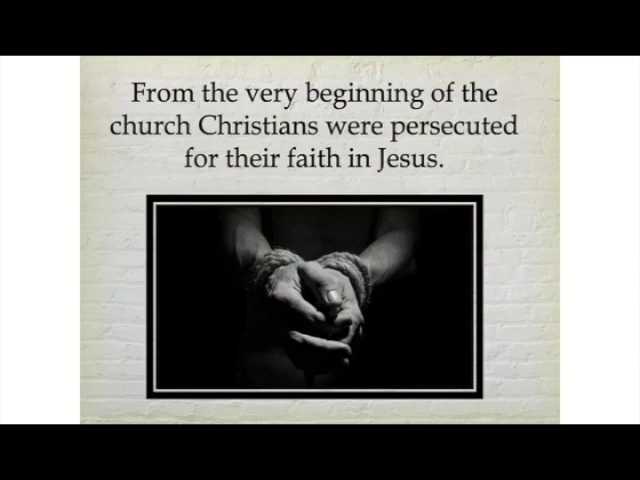 From the very beginning of the
church Christians were persecuted
for their faith in Jesus.